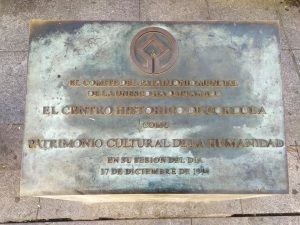 EL COMITE DEL PATRIMONIO MUNDIAL
DE LA UNESCO
EL CENTRO HISTORICO DE CORDOBA
COMO
PATRIMONIO CULTURAL DE LA HUMANIDAD
EN SU SESION DEL DIA
17 DE DICIEMBRE DE